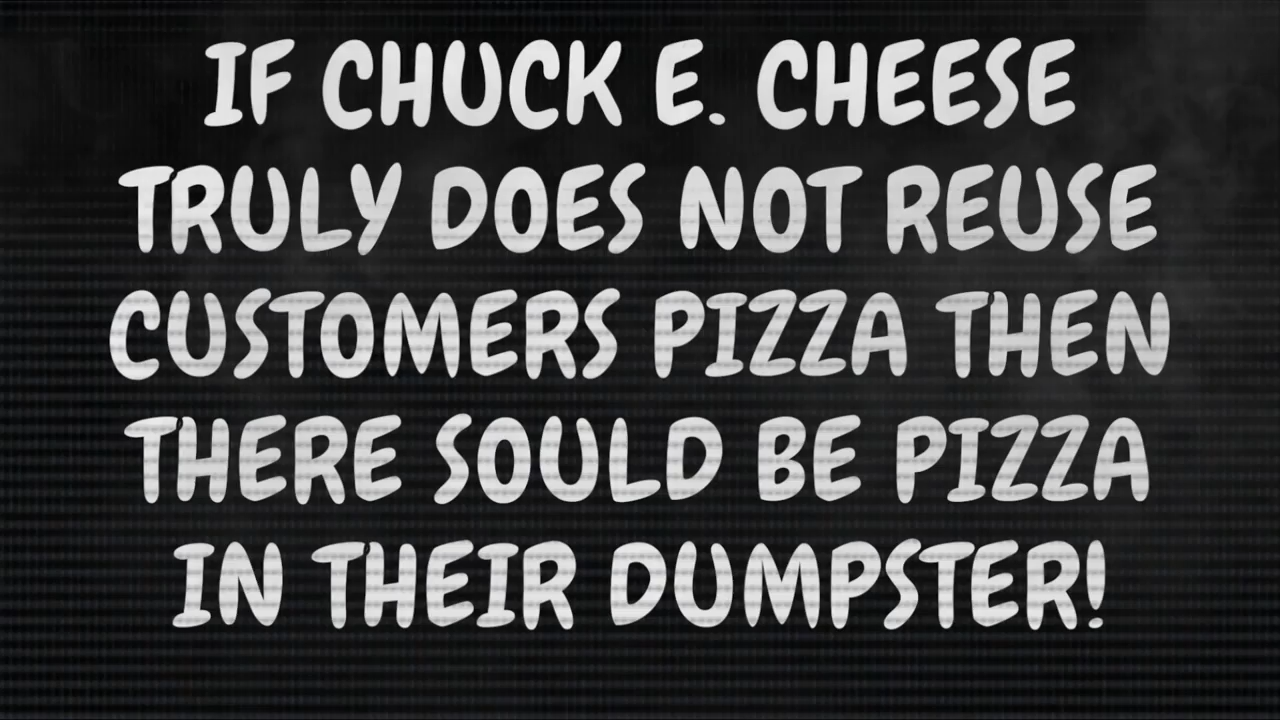 IF CHUCK E. CHEESE
TRULY DOES NOT REUSE
CUSTOMERS PIZZA THEN
THERE SOULD BE PIZZA
IN THEIR DUMPSTER!